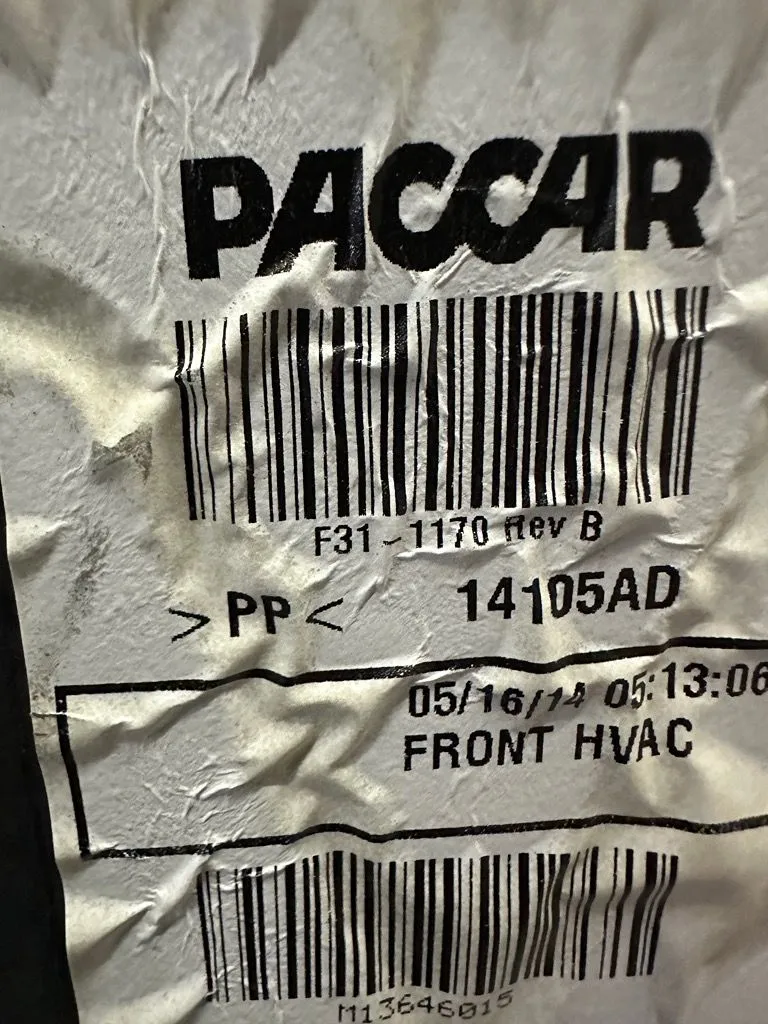 PACCAR
F31-1170 Rev B
>PP< 14105AD
05/16/14 05:13:06
FRONT HVAC
M13646015